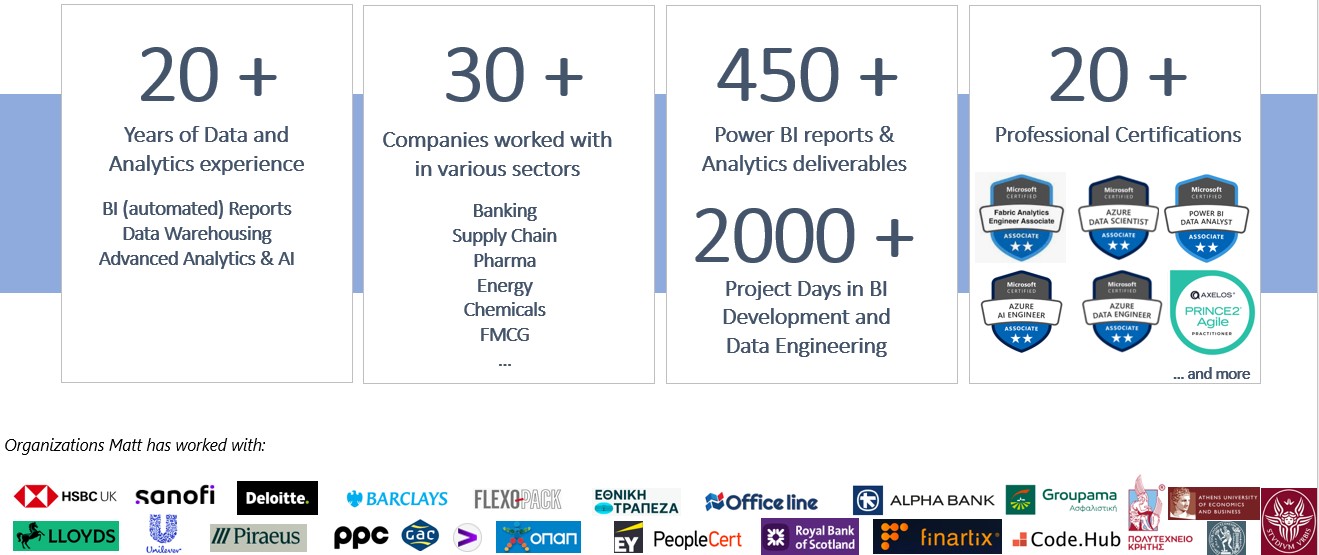 20 +
Years of Data and
Analytics experience
BI (automated) Reports
Data Warehousing
Advanced Analytics & AI
30 +
Companies worked with
in various sectors
Banking
Supply Chain
Pharma
Energy
Chemicals
FMCG
...
450 +
Power BI reports &
Analytics deliverables
2000 +
Project Days in BI
Development and
Data Engineering
20 +
Professional Certifications
Microsoft
CERTIFIED
Fabric Analytics
Engineer Associate
ASSOCIATE
Microsoft
CERTIFIED
AZURE
DATA SCIENTIST
ASSOCIATE
Microsoft
CERTIFIED
POWER BI
DATA ANALYST
ASSOCIATE
Microsoft
CERTIFIED
AZURE
AI ENGINEER
ASSOCIATE
Microsoft
CERTIFIED
AZURE
DATA ENGINEER
ASSOCIATE
AXELOS
PRINCE2
Agile
PRACTITIONER
... and more
Organizations Matt has worked with:
HSBC UK
sanofi
Deloitte.
BARCLAYS
FLEXOPACK
ΕΘΝΙΚΗ
ΤΡΑΠΕΖΑ
Office line
ALPHA BANK
Groupama
Ασφαλιστική
ATHENS UNIVERSITY
OF ECONOMICS
AND BUSINESS
LLOYDS
Unilever
Piraeus
ppc
GAC
οπαπ
EY
PeopleCert
Royal Bank
of Scotland
finartix
Code.Hub
ΠΟΛΥΤΕΧΝΕΙΟ
ΚΡΗΤΗΣ
STUDIUM URBIS